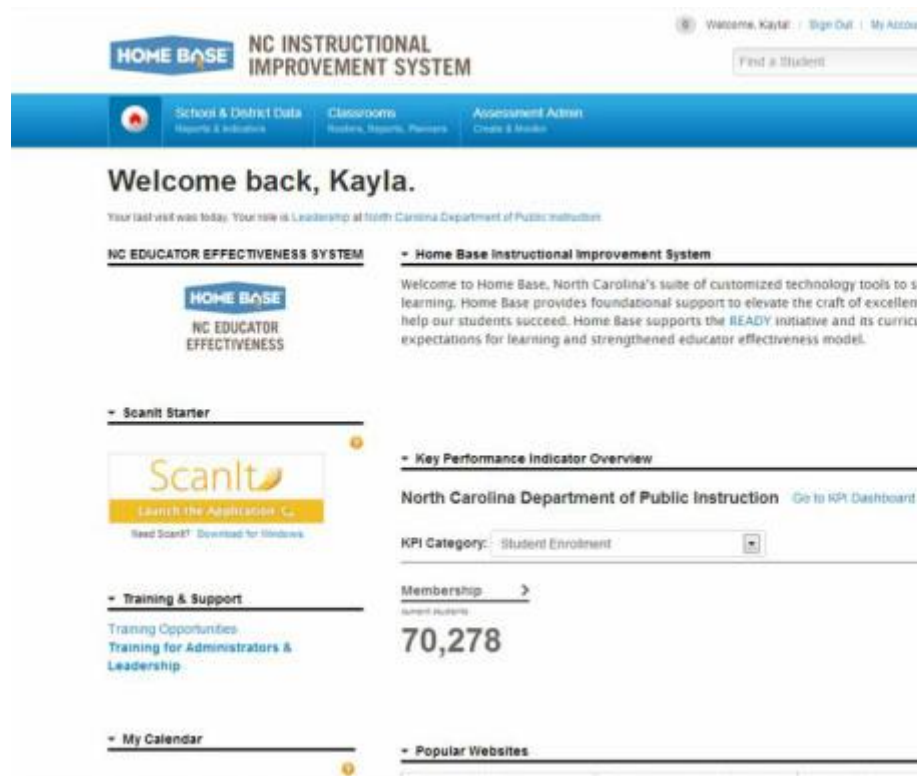 0 Welcome, Kayla! | Sign Out | My Accou
HOME BASE
NC INSTRUCTIONAL
IMPROVEMENT SYSTEM
Find a Student
School & District Data
Reports & Indicators
Classrooms
Rosters, Reports, Planners
Assessment Admin
Create & Monitor
Welcome back, Kayla.
Your last visit was today. Your role is Leadership at North Carolina Department of Public Instruction
NC EDUCATOR EFFECTIVENESS SYSTEM
HOME BASE
NC EDUCATOR
EFFECTIVENESS
Home Base Instructional Improvement System
Welcome to Home Base, North Carolina's suite of customized technology tools to s
learning. Home Base provides foundational support to elevate the craft of excellen
help our students succeed. Home Base supports the READY initiative and its curricu
expectations for learning and strengthened educator effectiveness model.
ScanIt Starter
ScanIt
Launch the Application
Need ScanIt? Download for Windows
Key Performance Indicator Overview
North Carolina Department of Public Instruction Go to KPI Dashboard
KPI Category: Student Enrollment
Membership
current students
70,278
Training & Support
Training Opportunities
Training for Administrators &
Leadership
My Calendar
Popular Websites